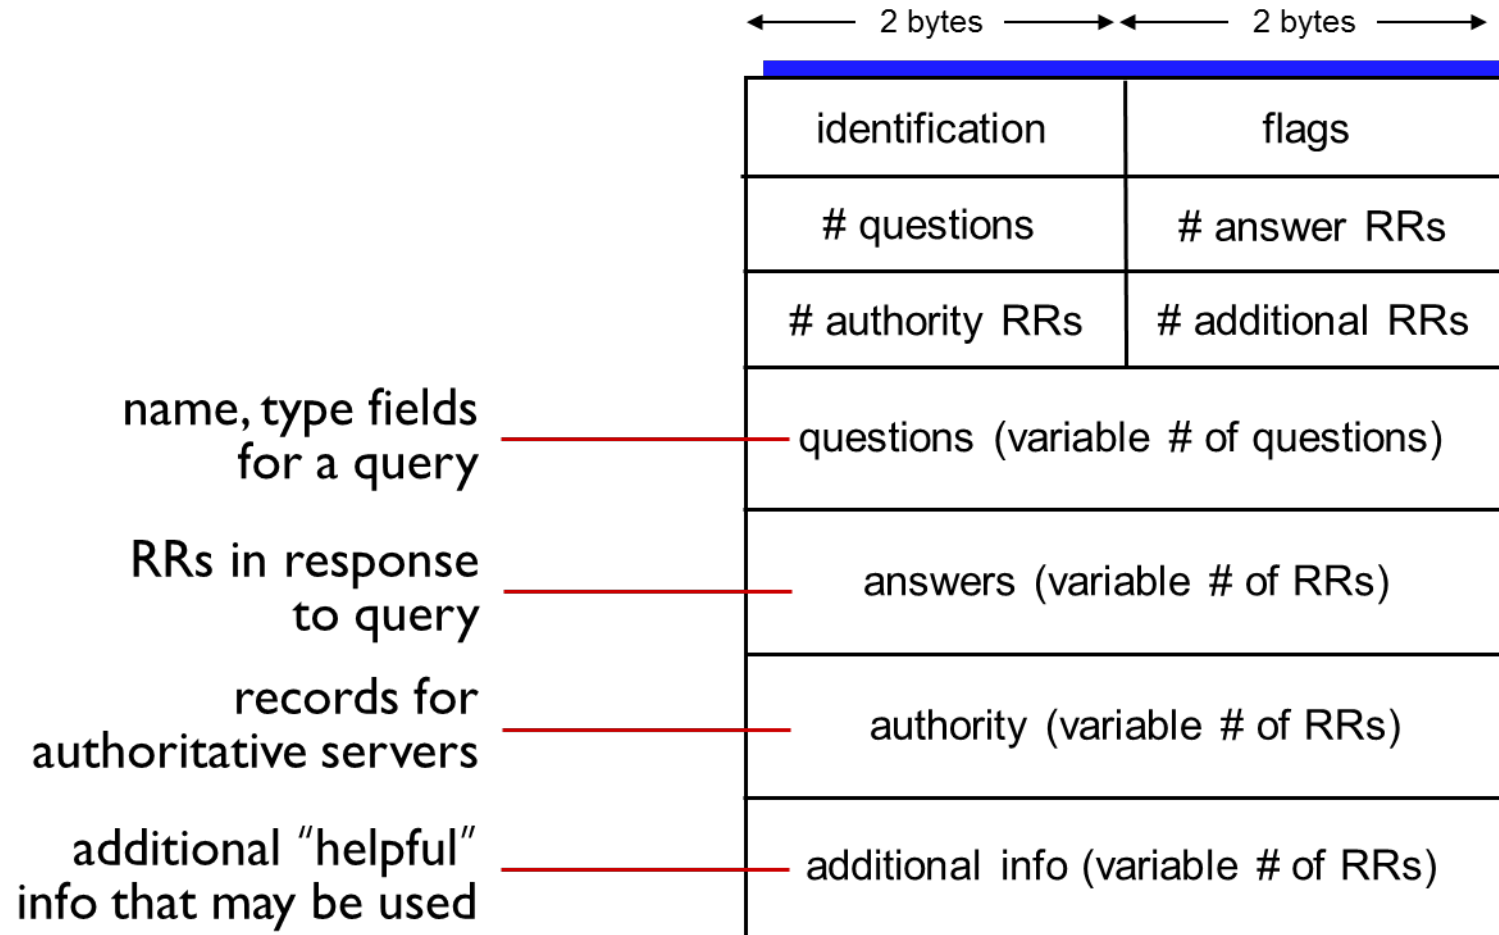 2 bytes 2 bytes
identification flags
# questions # answer RRs
# authority RRs # additional RRs
name, type fields
for a query
questions (variable # of questions)
RRs in response
to query
answers (variable # of RRs)
records for
authoritative servers
authority (variable # of RRs)
additional "helpful"
info that may be used
additional info (variable # of RRs)